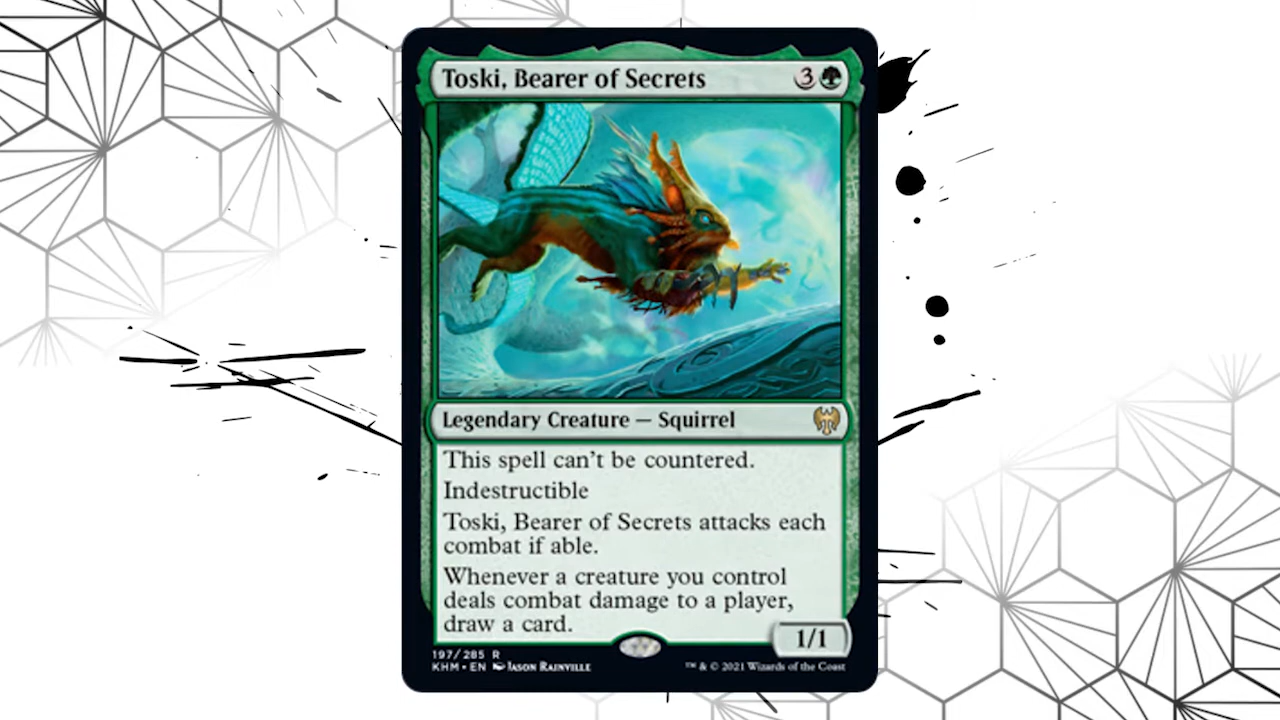 Toski, Bearer of Secrets 3
Legendary Creature — Squirrel
This spell can't be countered.
Indestructible
Toski, Bearer of Secrets attacks each
combat if able.
Whenever a creature you control
deals combat damage to a player,
draw a card.
1/1
197/285 R
KHM • EN Jason Rainville
™ & © 2021 Wizards of the Coast